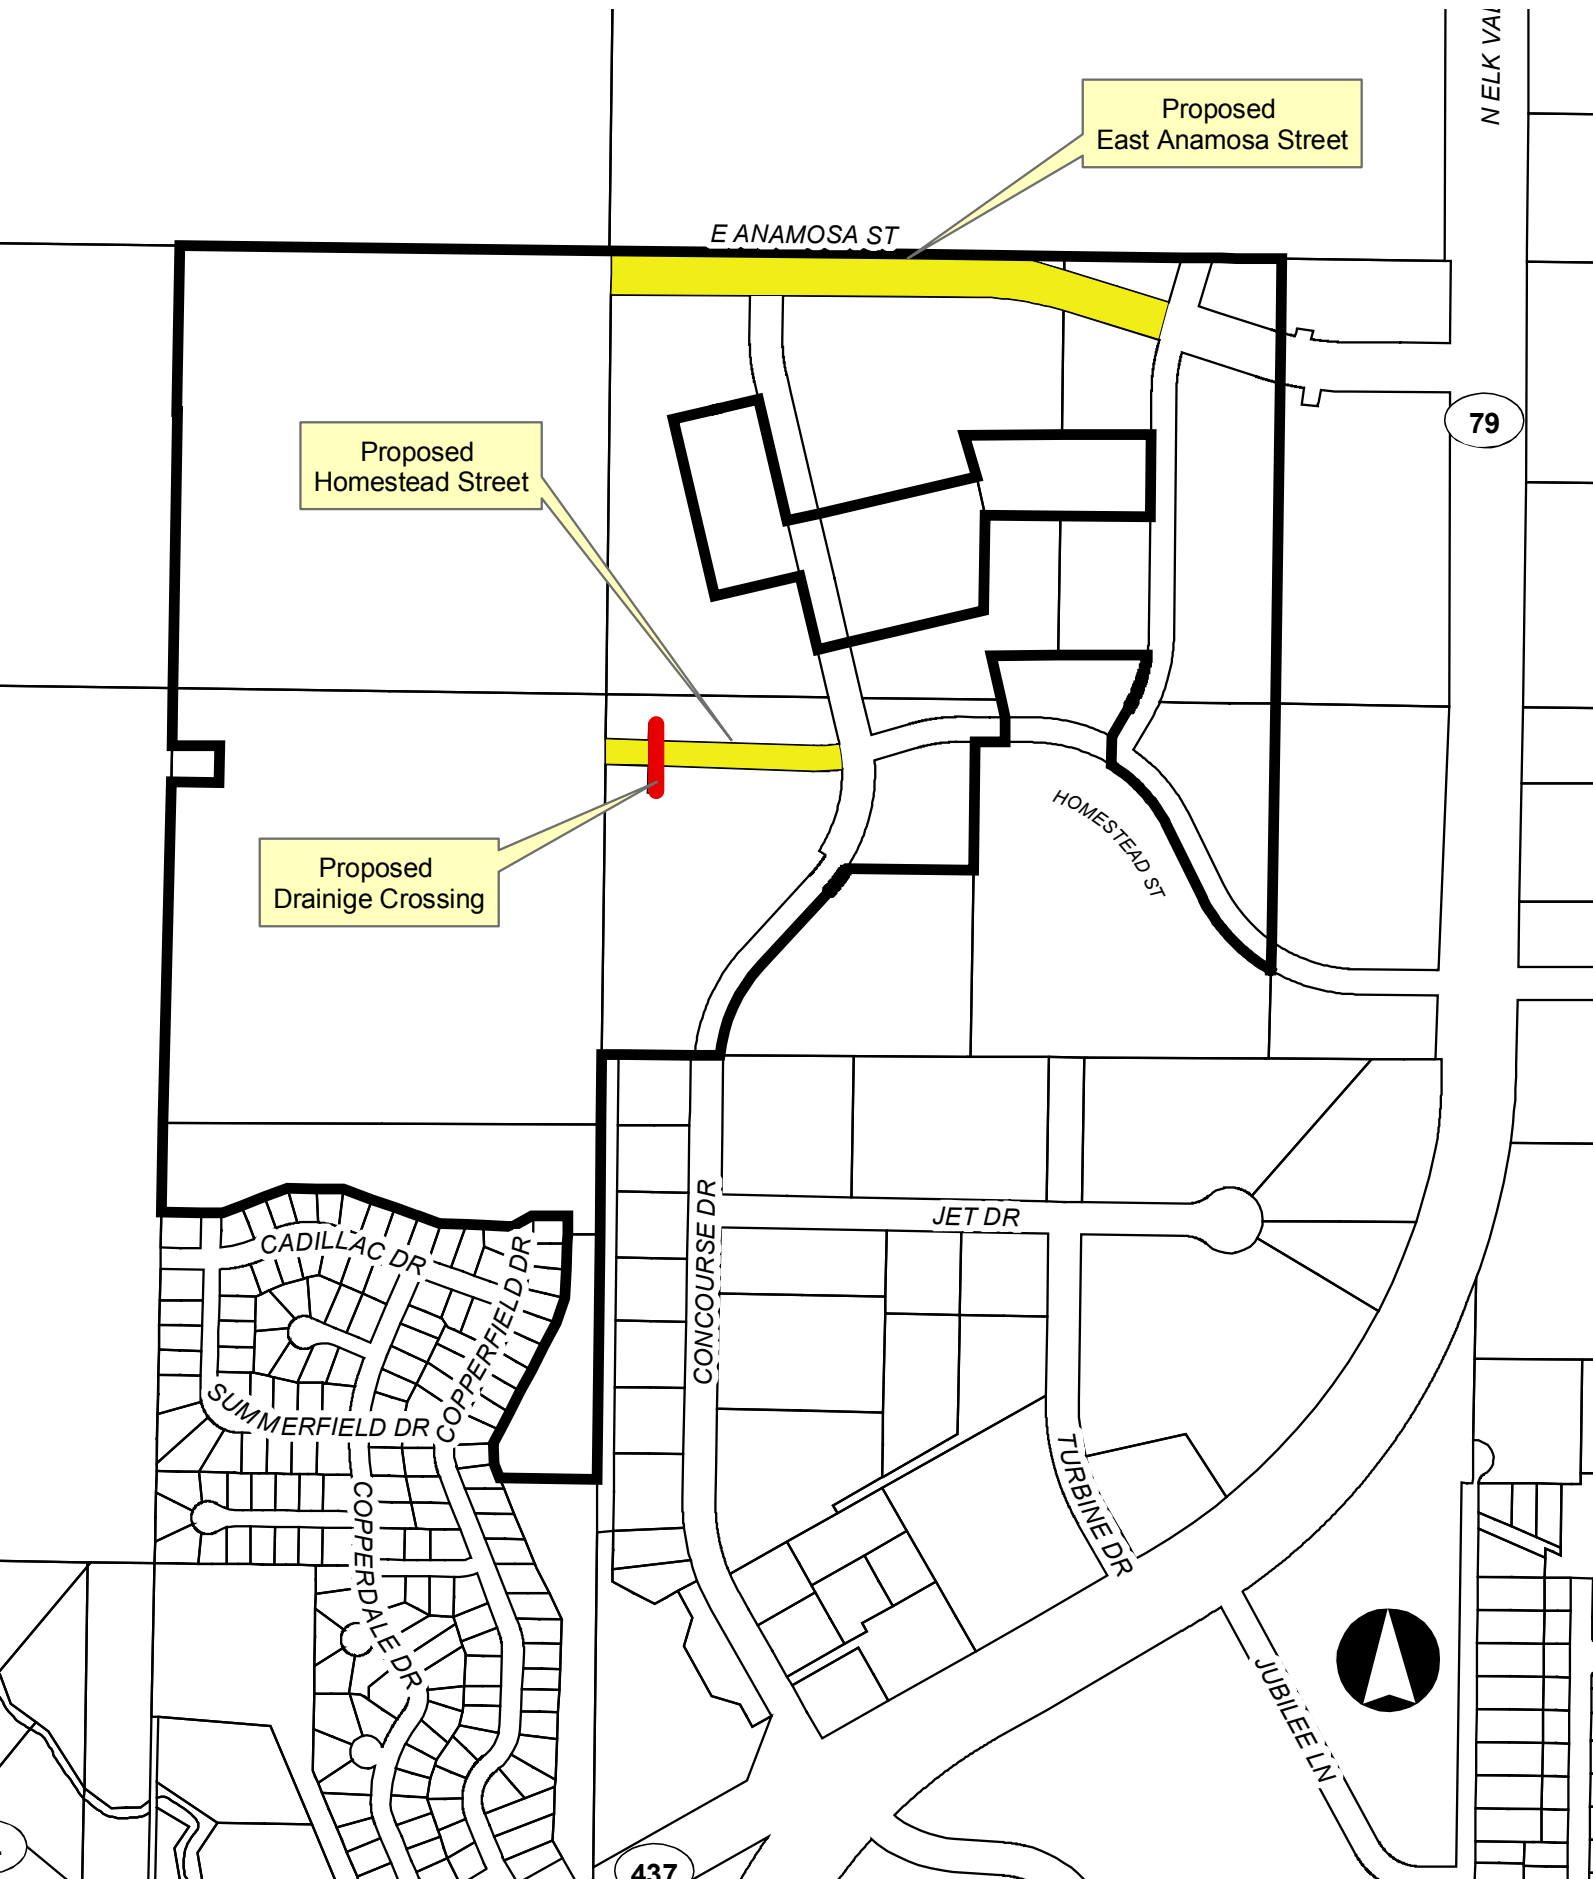 N ELK VAL
Proposed
East Anamosa Street
E ANAMOSA ST
79
Proposed
Homestead Street
HOMESTEAD ST
Proposed
Drainige Crossing
CONCOURSE DR
JET DR
CADILLAC DR
COPPERFIELD DR
SUMMERFIELD DR
TURBINE DR
COPPERDALE DR
JUBILEE LN
437